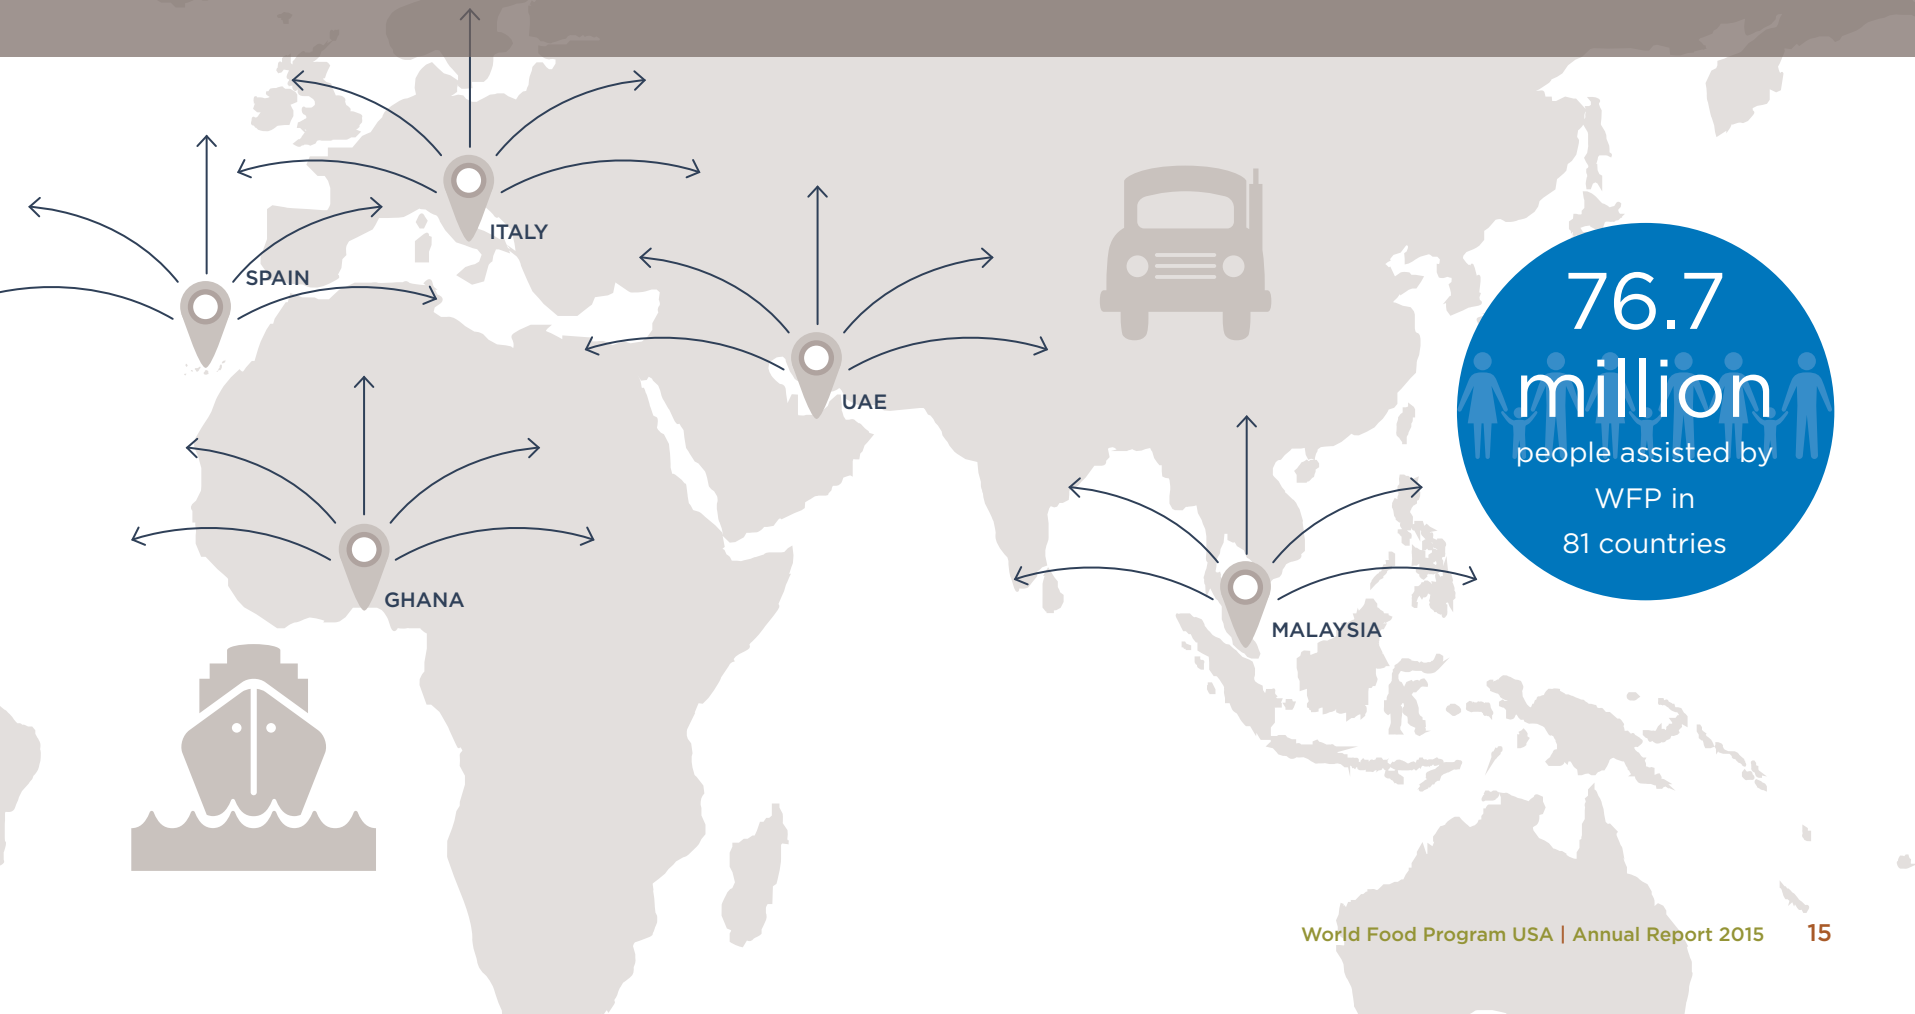 ITALY
SPAIN
UAE
GHANA
MALAYSIA
76.7
million
people assisted by
WFP in
81 countries
World Food Program USA | Annual Report 2015 15